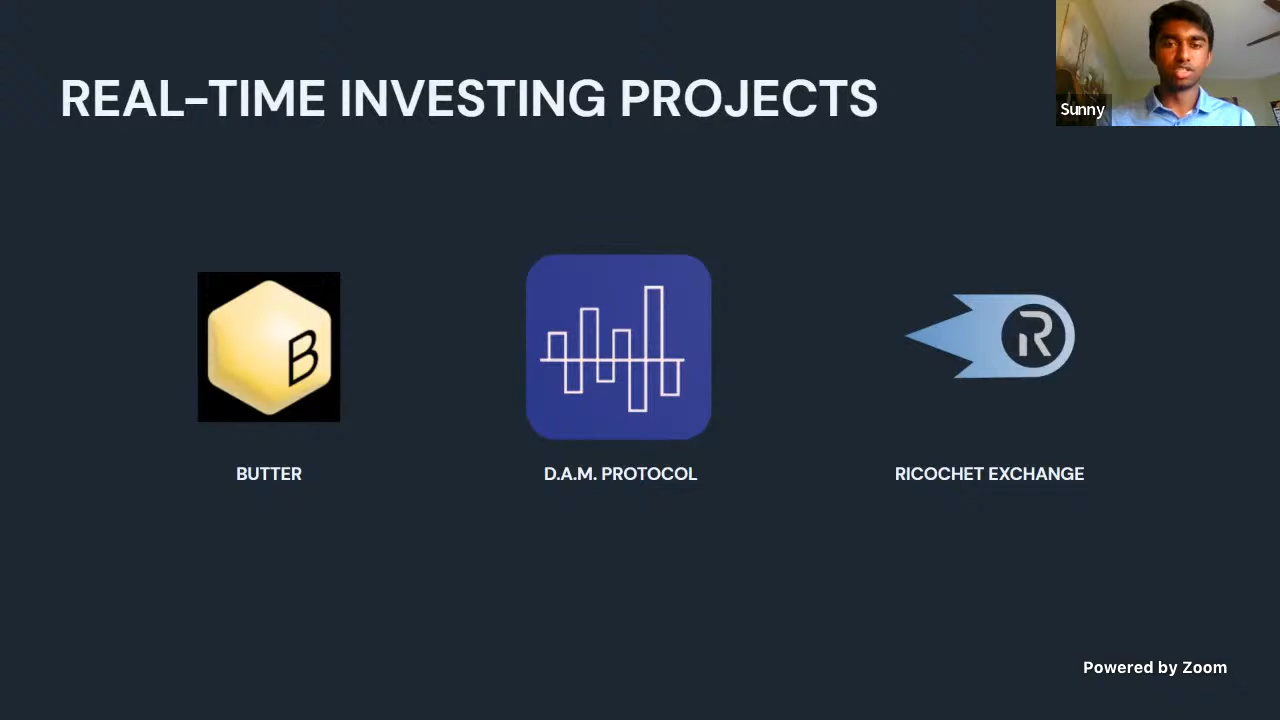 REAL-TIME INVESTING PROJECTS
Sunny
B
R
BUTTER
D.A.M. PROTOCOL
RICOCHET EXCHANGE
Powered by Zoom